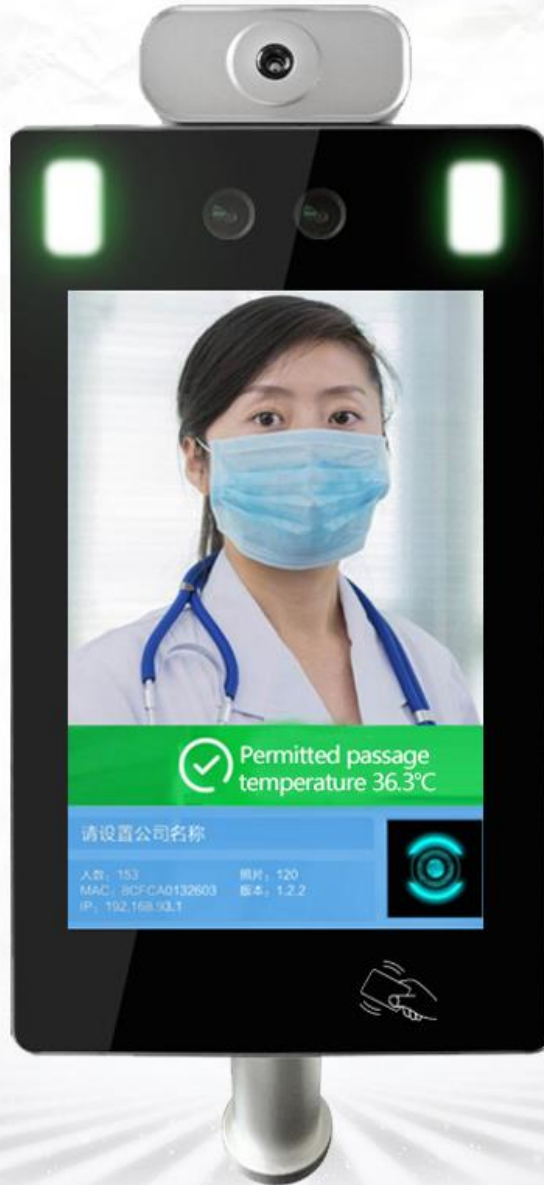 Permitted passage
temperature 36.3℃
请设置公司名称
人数：153 照片：120
MAC：8CFCA0132603 版本：1.2.2
IP：192.168.93.1